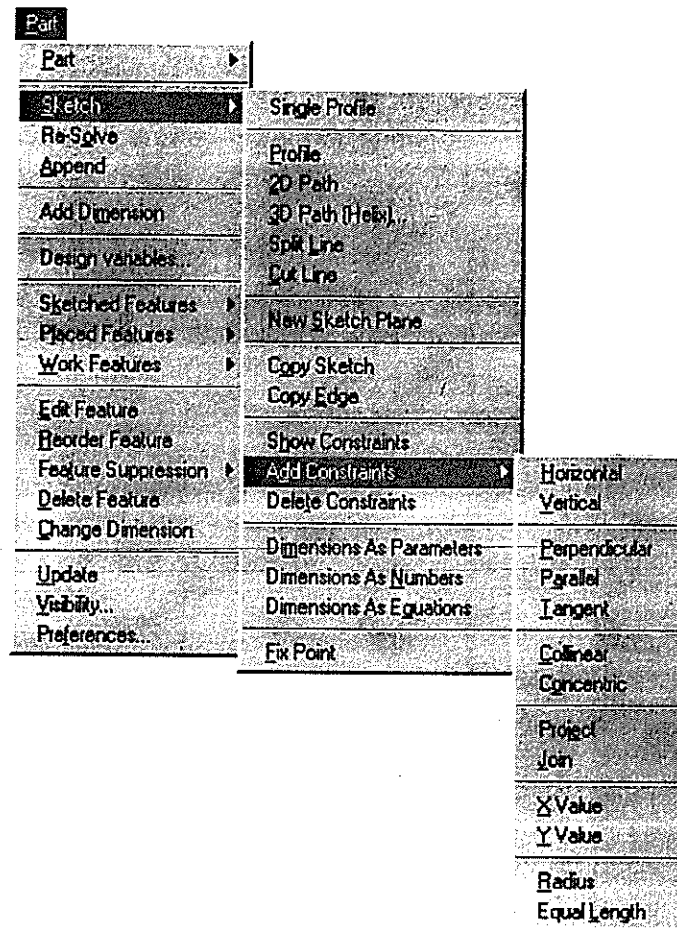 Part
Part
Sketch
Re-Solve
Append
Add Dimension
Design variables...
Sketched Features
Placed Features
Work Features
Edit Feature
Reorder Feature
Feature Suppression
Delete Feature
Change Dimension
Update
Visibility...
Preferences...
Single Profile
Profile
2D Path
3D Path (Helix)...
Split Line
Cut Line
New Sketch Plane
Copy Sketch
Copy Edge
Show Constraints
Add Constraints
Delete Constraints
Dimensions As Parameters
Dimensions As Numbers
Dimensions As Equations
Fix Point
Horizontal
Vertical
Perpendicular
Parallel
Tangent
Collinear
Concentric
Project
Join
X Value
Y Value
Radius
Equal Length